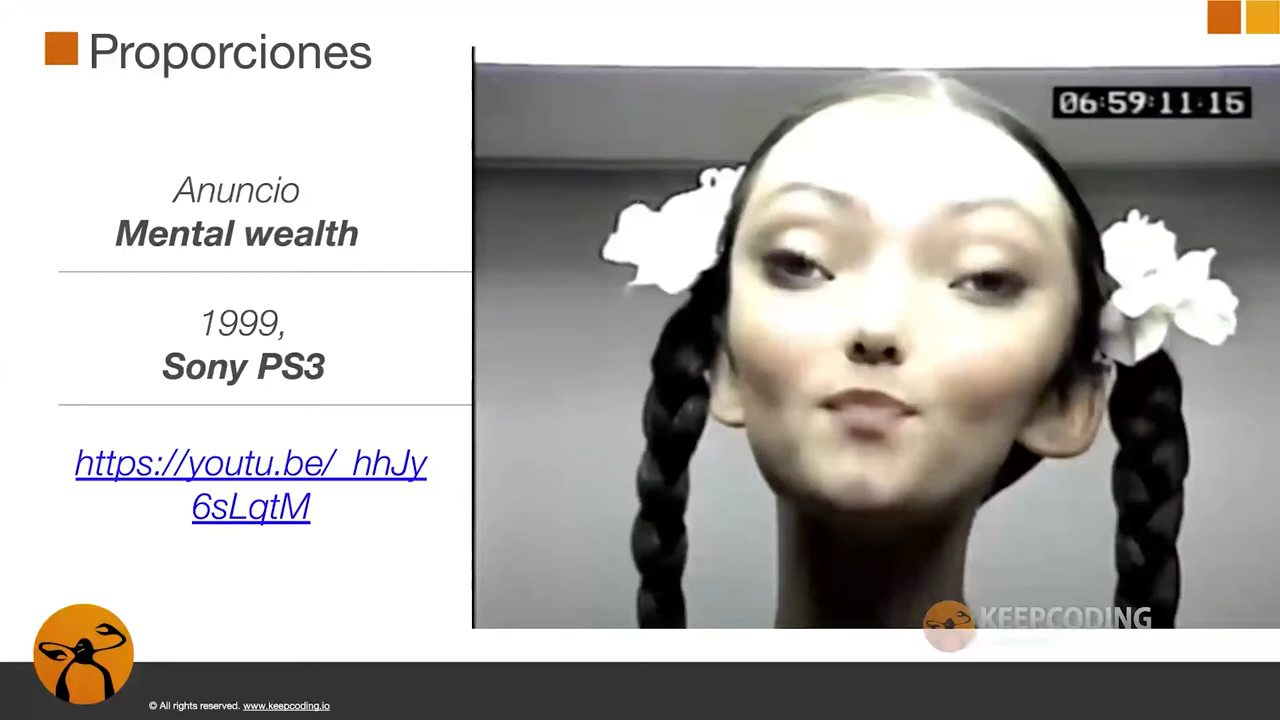 Proporciones
06:59:11·15
Anuncio
Mental wealth
1999,
Sony PS3
https://youtu.be/_hhJy
6sLqtM
KEEPCODING
© All rights reserved. www.keepcoding.io